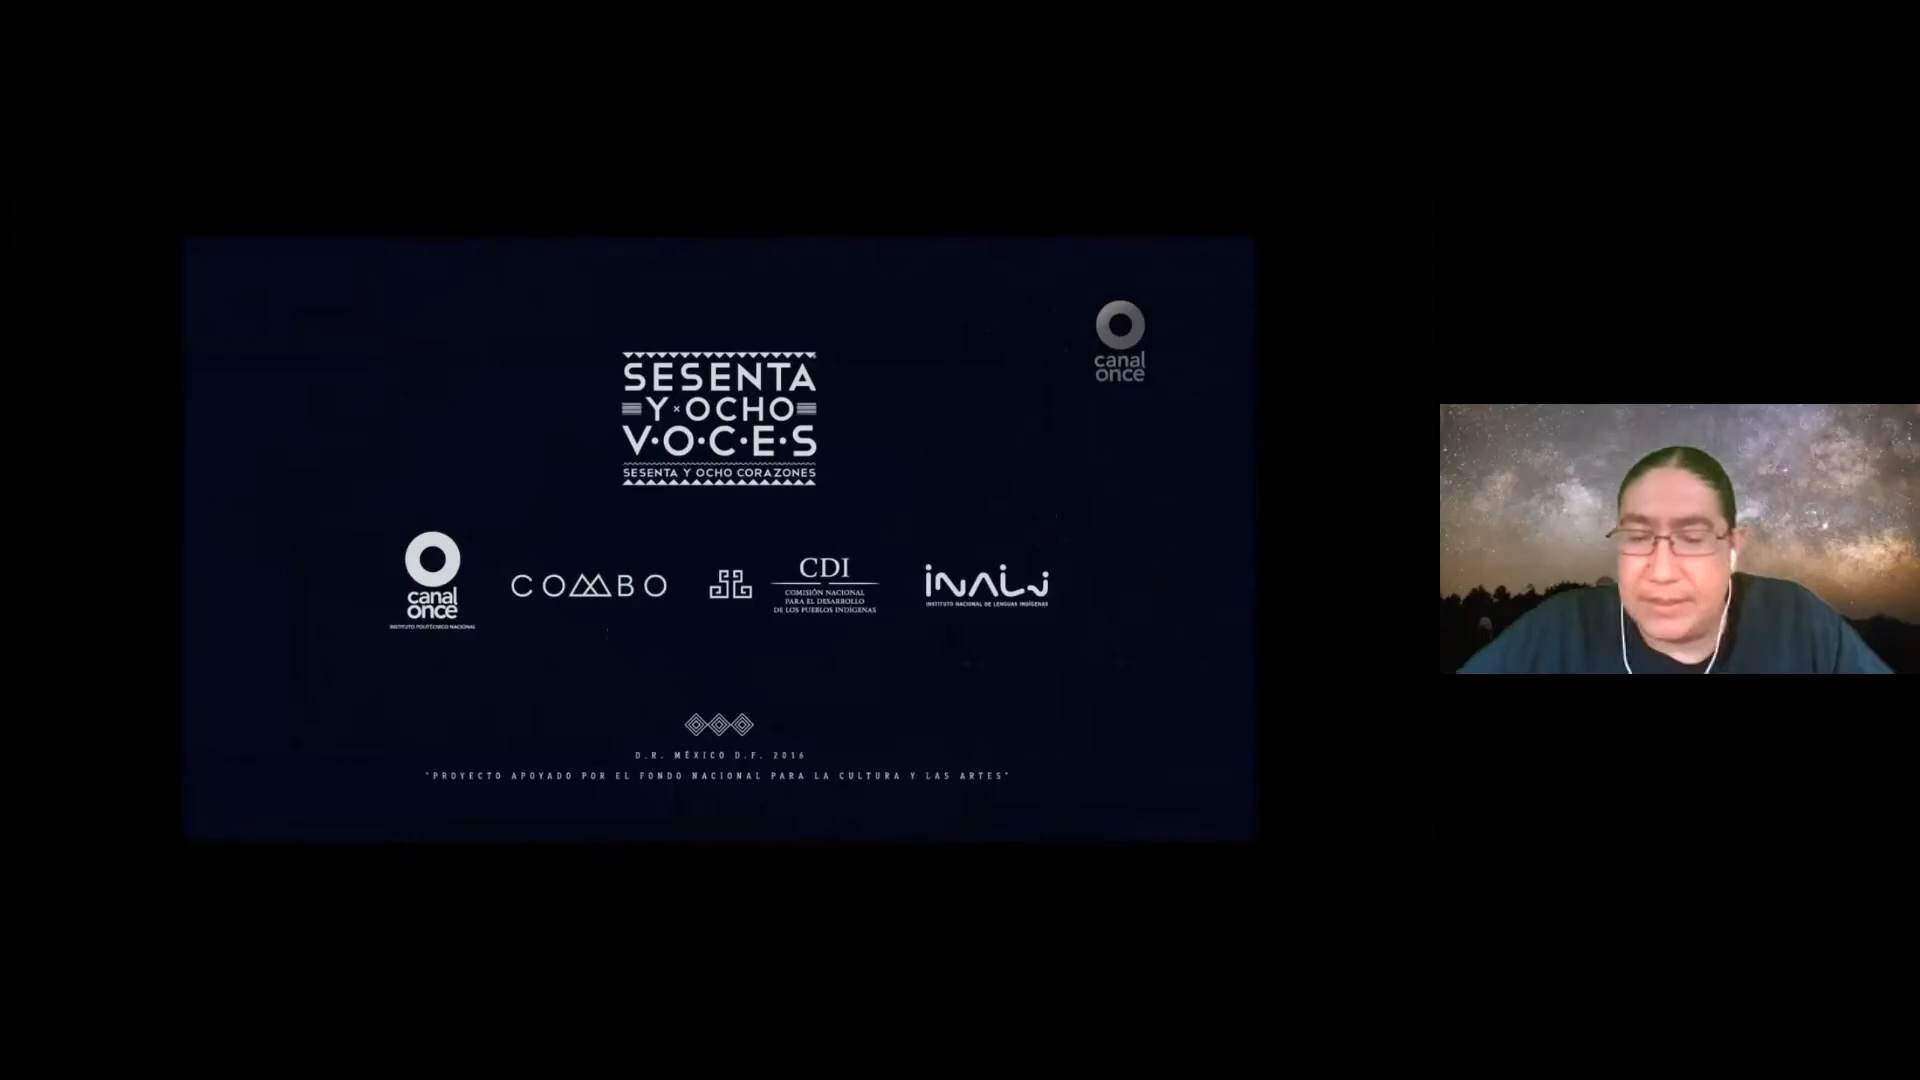 SESENTA
Y × OCHO
V·O·C·E·S
SESENTA Y OCHO CORAZONES
canal
once
canal
once
INSTITUTO POLITÉCNICO NACIONAL
COMBO
CDI
COMISIÓN NACIONAL
PARA EL DESARROLLO
DE LOS PUEBLOS INDÍGENAS
iNALi
INSTITUTO NACIONAL DE LENGUAS INDÍGENAS
D.R. MÉXICO D.F. 2016
"PROYECTO APOYADO POR EL FONDO NACIONAL PARA LA CULTURA Y LAS ARTES"